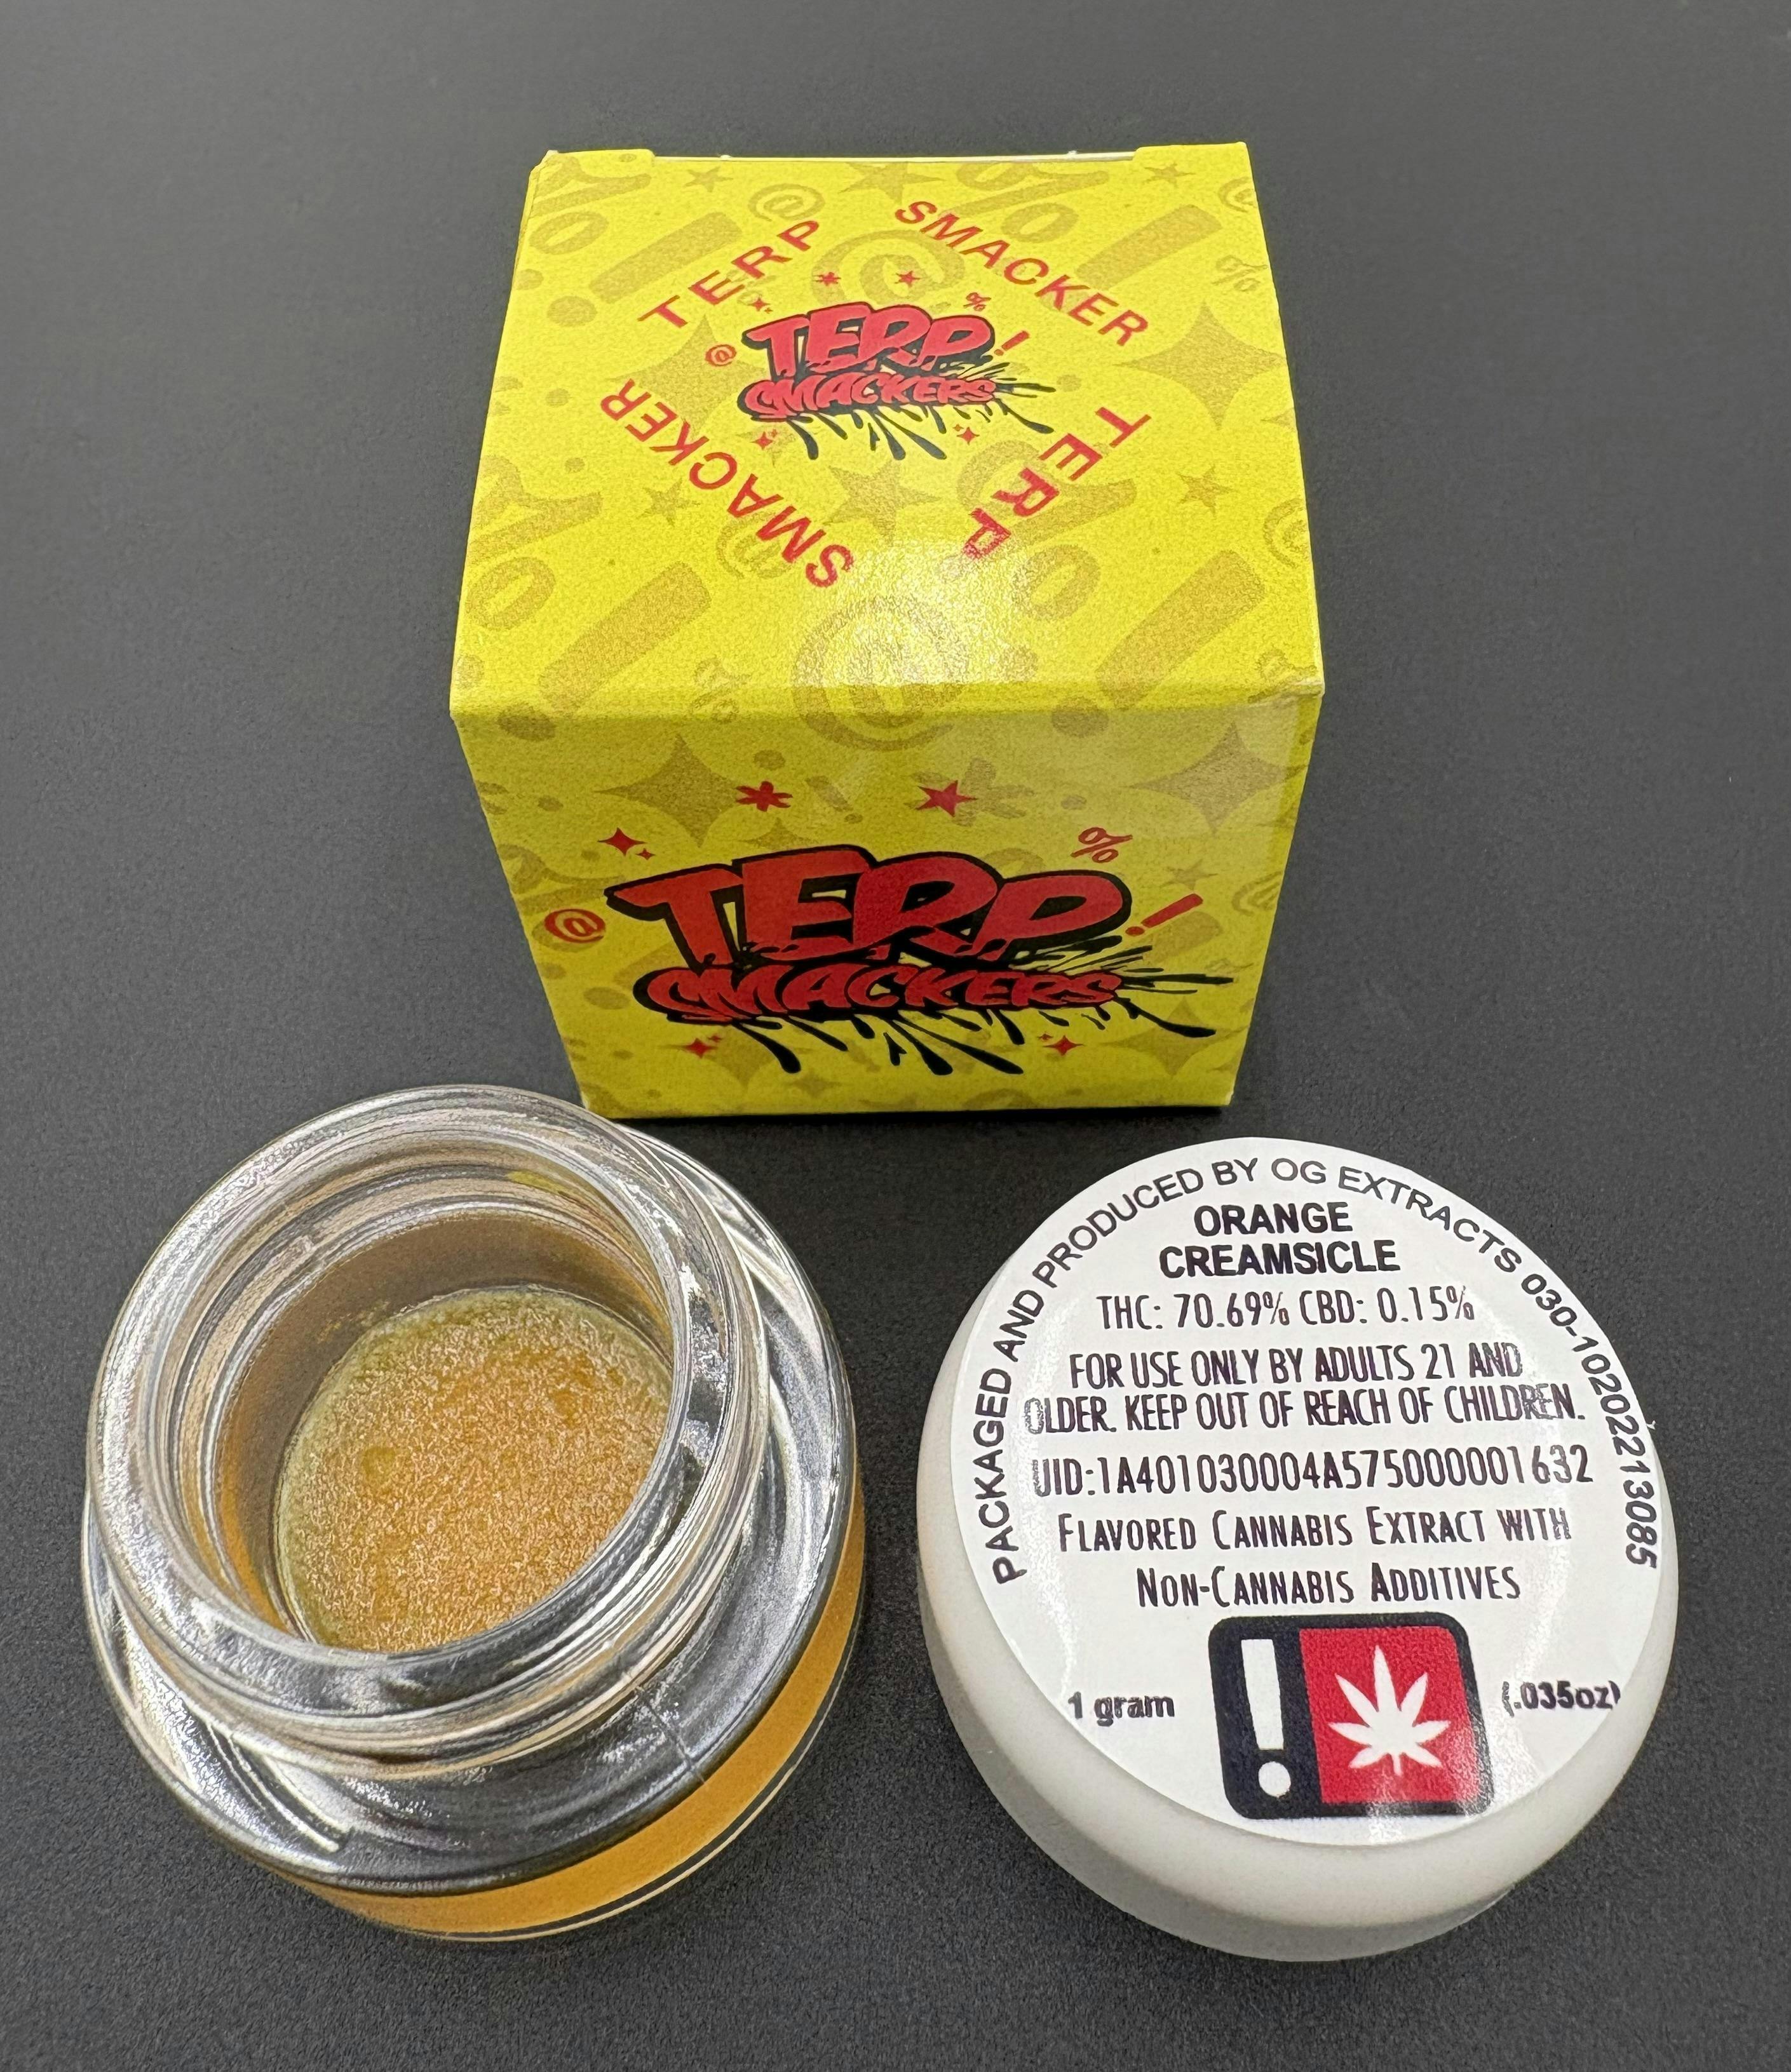 TERP SMACKER
TERP SMACKERS!
SMACKER TERP
@ TERP ! %
SMACKERS
PACKAGED AND PRODUCED BY OG EXTRACTS 030-10202213085
ORANGE
CREAMSICLE
THC: 70.69% CBD: 0.15%
FOR USE ONLY BY ADULTS 21 AND
OLDER. KEEP OUT OF REACH OF CHILDREN.
UID:1A401030004A575000001632
FLAVORED CANNABIS EXTRACT WITH
NON-CANNABIS ADDITIVES
1 gram ! (.035oz)